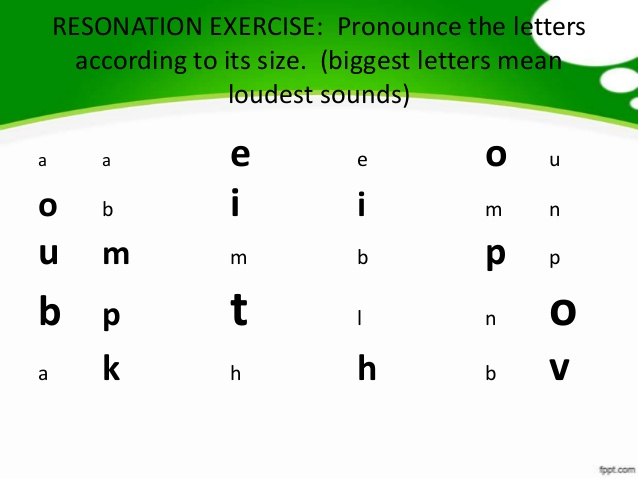 RESONATION EXERCISE: Pronounce the letters
according to its size. (biggest letters mean
loudest sounds)
a a e e o u
o b i i m n
u m m b p p
b p t l n o
a k h h b v
fppt.com